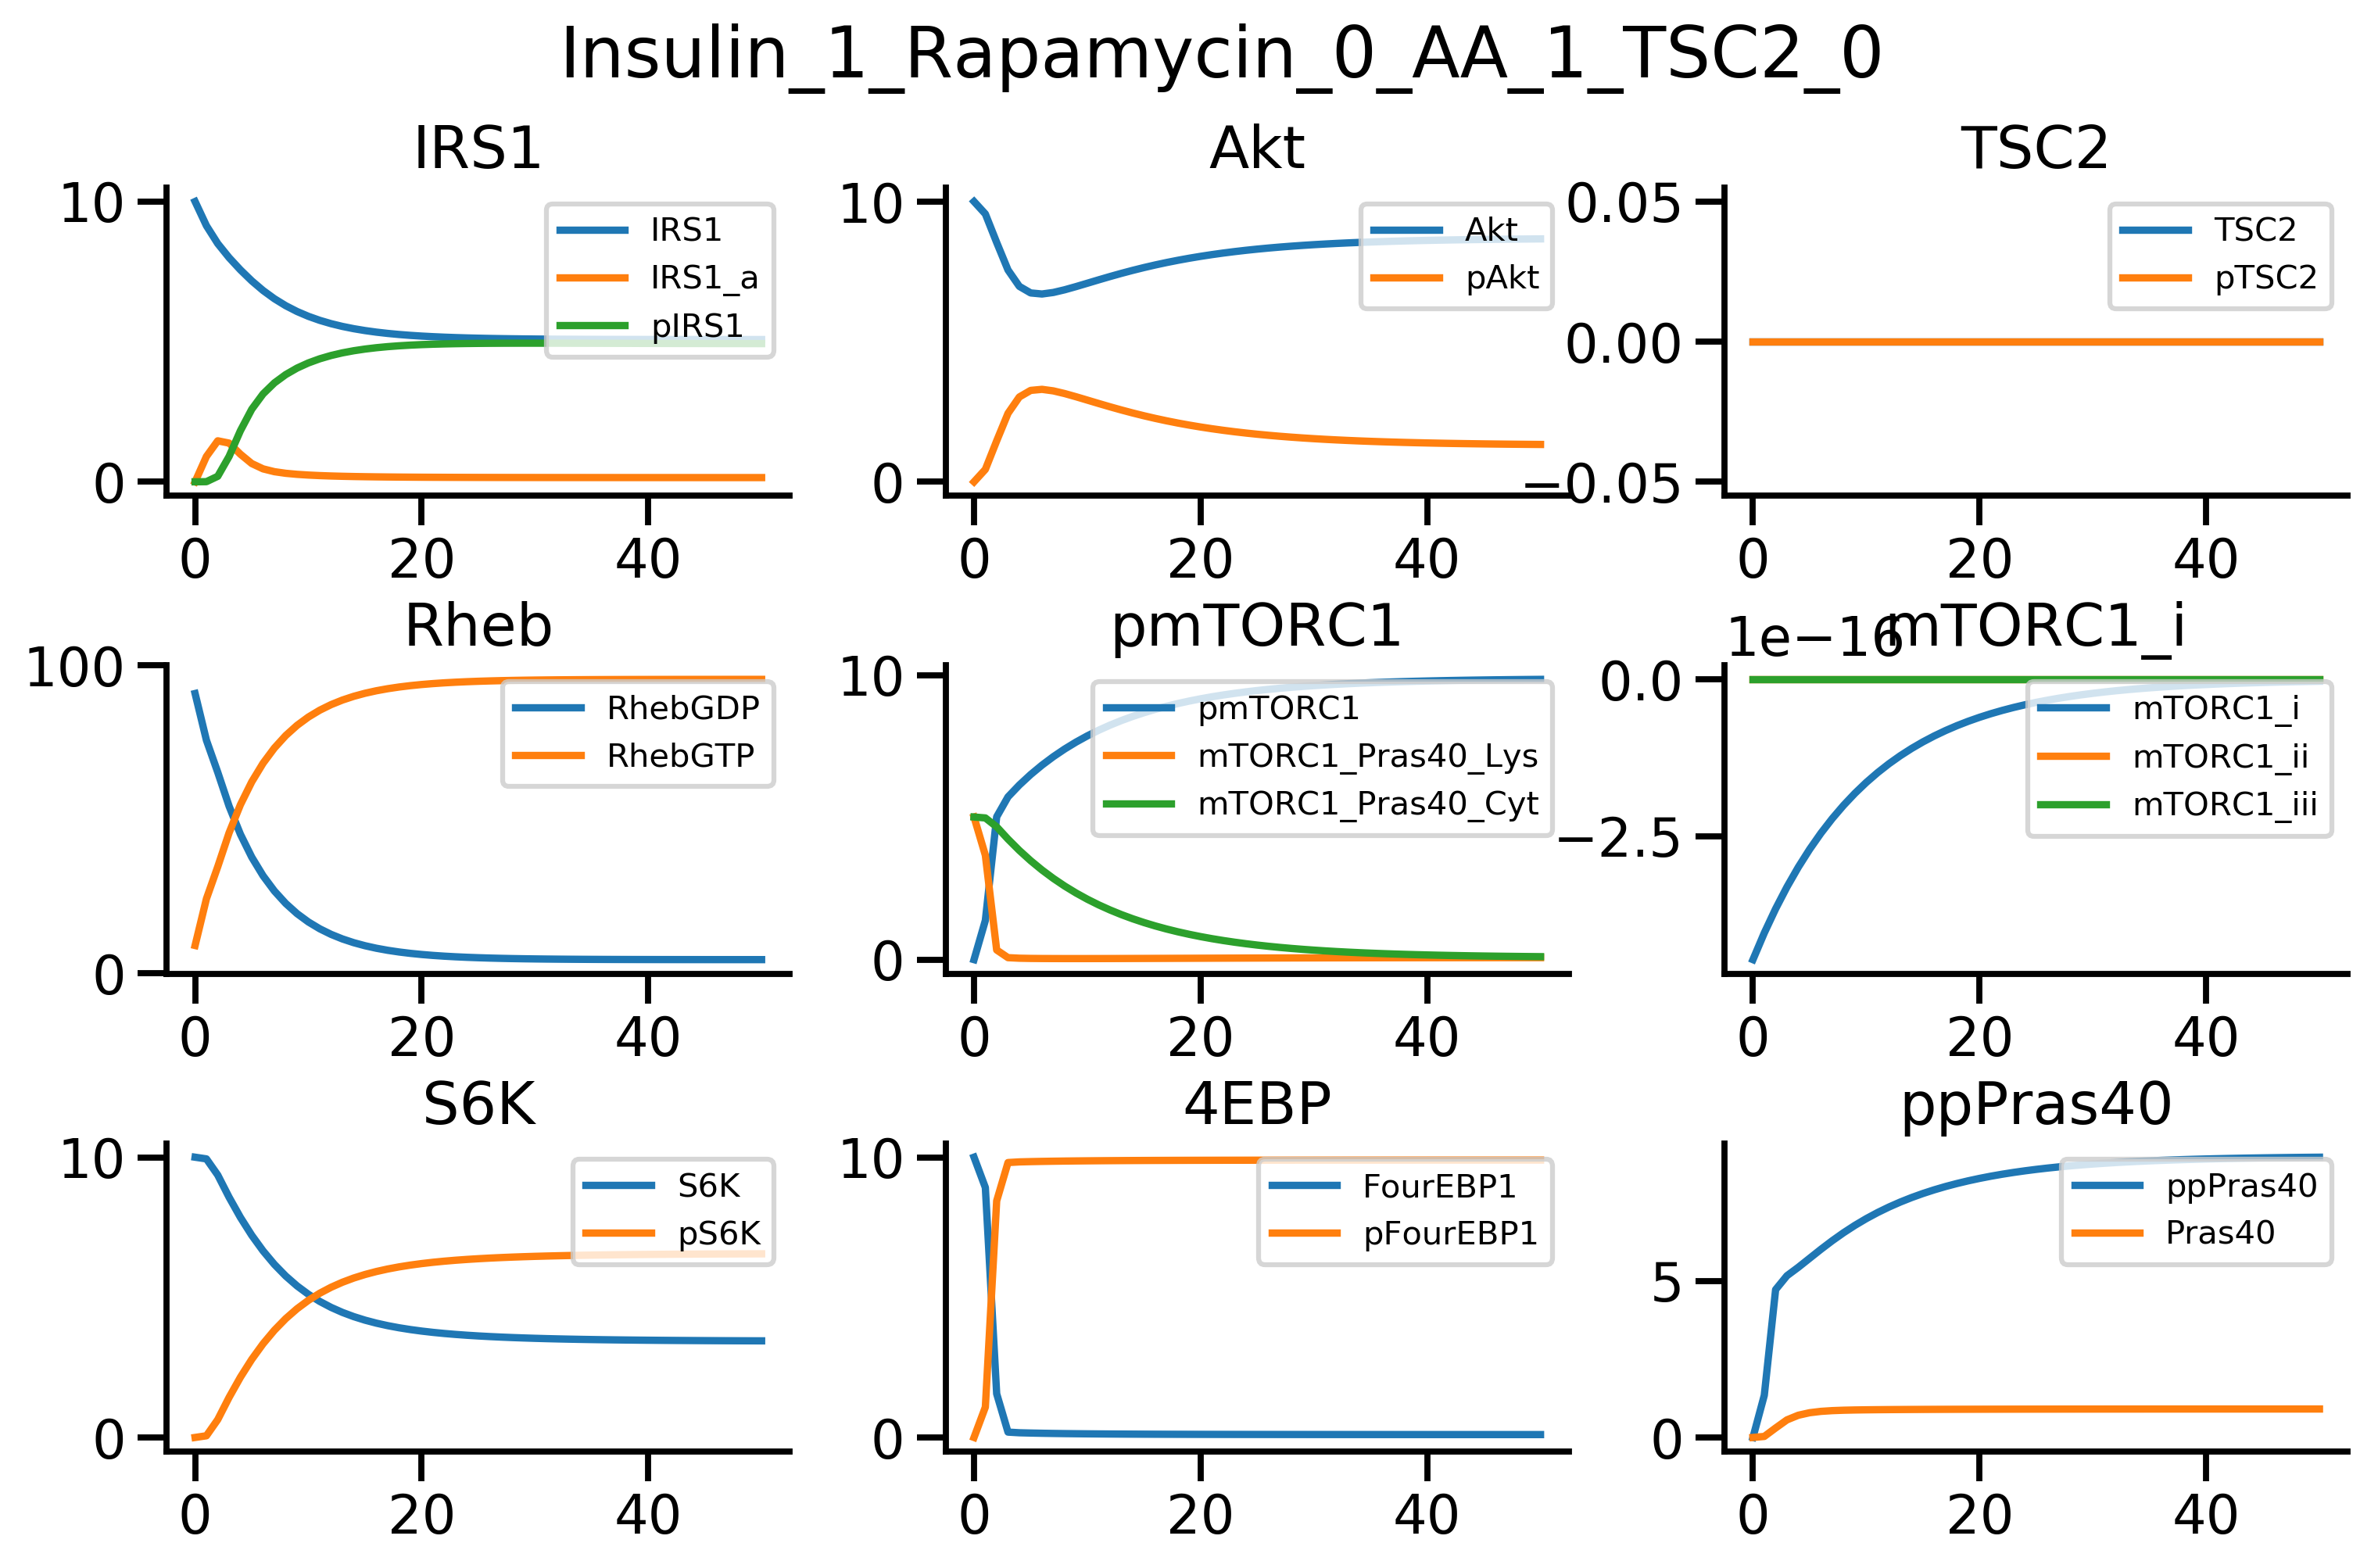 Insulin_1_Rapamycin_0_AA_1_TSC2_0
IRS1
10
0
0 20 40
IRS1
IRS1_a
pIRS1
Akt
10
0
0 20 40
Akt
pAkt
TSC2
0.05
0.00
−0.05
0 20 40
TSC2
pTSC2
Rheb
100
0
0 20 40
RhebGDP
RhebGTP
pmTORC1
10
0
0 20 40
pmTORC1
mTORC1_Pras40_Lys
mTORC1_Pras40_Cyt
mTORC1_i
1e−16
0.0
−2.5
0 20 40
mTORC1_i
mTORC1_ii
mTORC1_iii
S6K
10
0
0 20 40
S6K
pS6K
4EBP
10
0
0 20 40
FourEBP1
pFourEBP1
ppPras40
5
0
0 20 40
ppPras40
Pras40